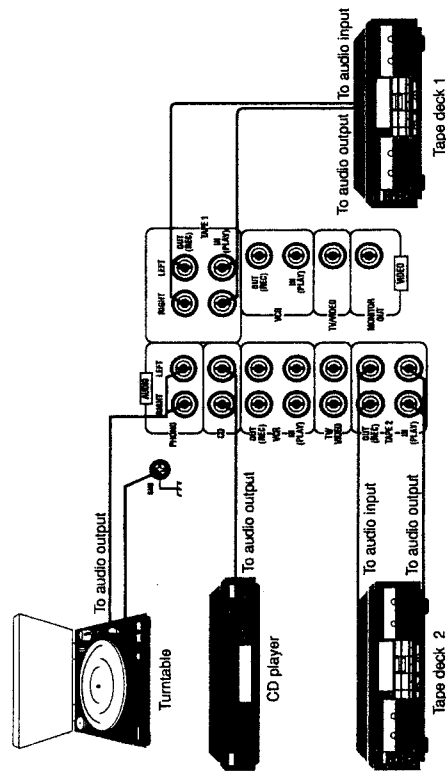 Turntable
To audio output
GND
CD player
To audio output
Tape deck 2
To audio input
To audio output
AUDIO
RIGHT
LEFT
PHONO
CD
OUT
(REC)
VCR
IN
(PLAY)
TV/
VIDEO
OUT
(REC)
TAPE 2
IN
(PLAY)
RIGHT
LEFT
OUT
(REC)
TAPE 1
IN
(PLAY)
OUT
(REC)
VCR
IN
(PLAY)
TV/VIDEO
MONITOR
OUT
VIDEO
To audio output
To audio input
Tape deck 1